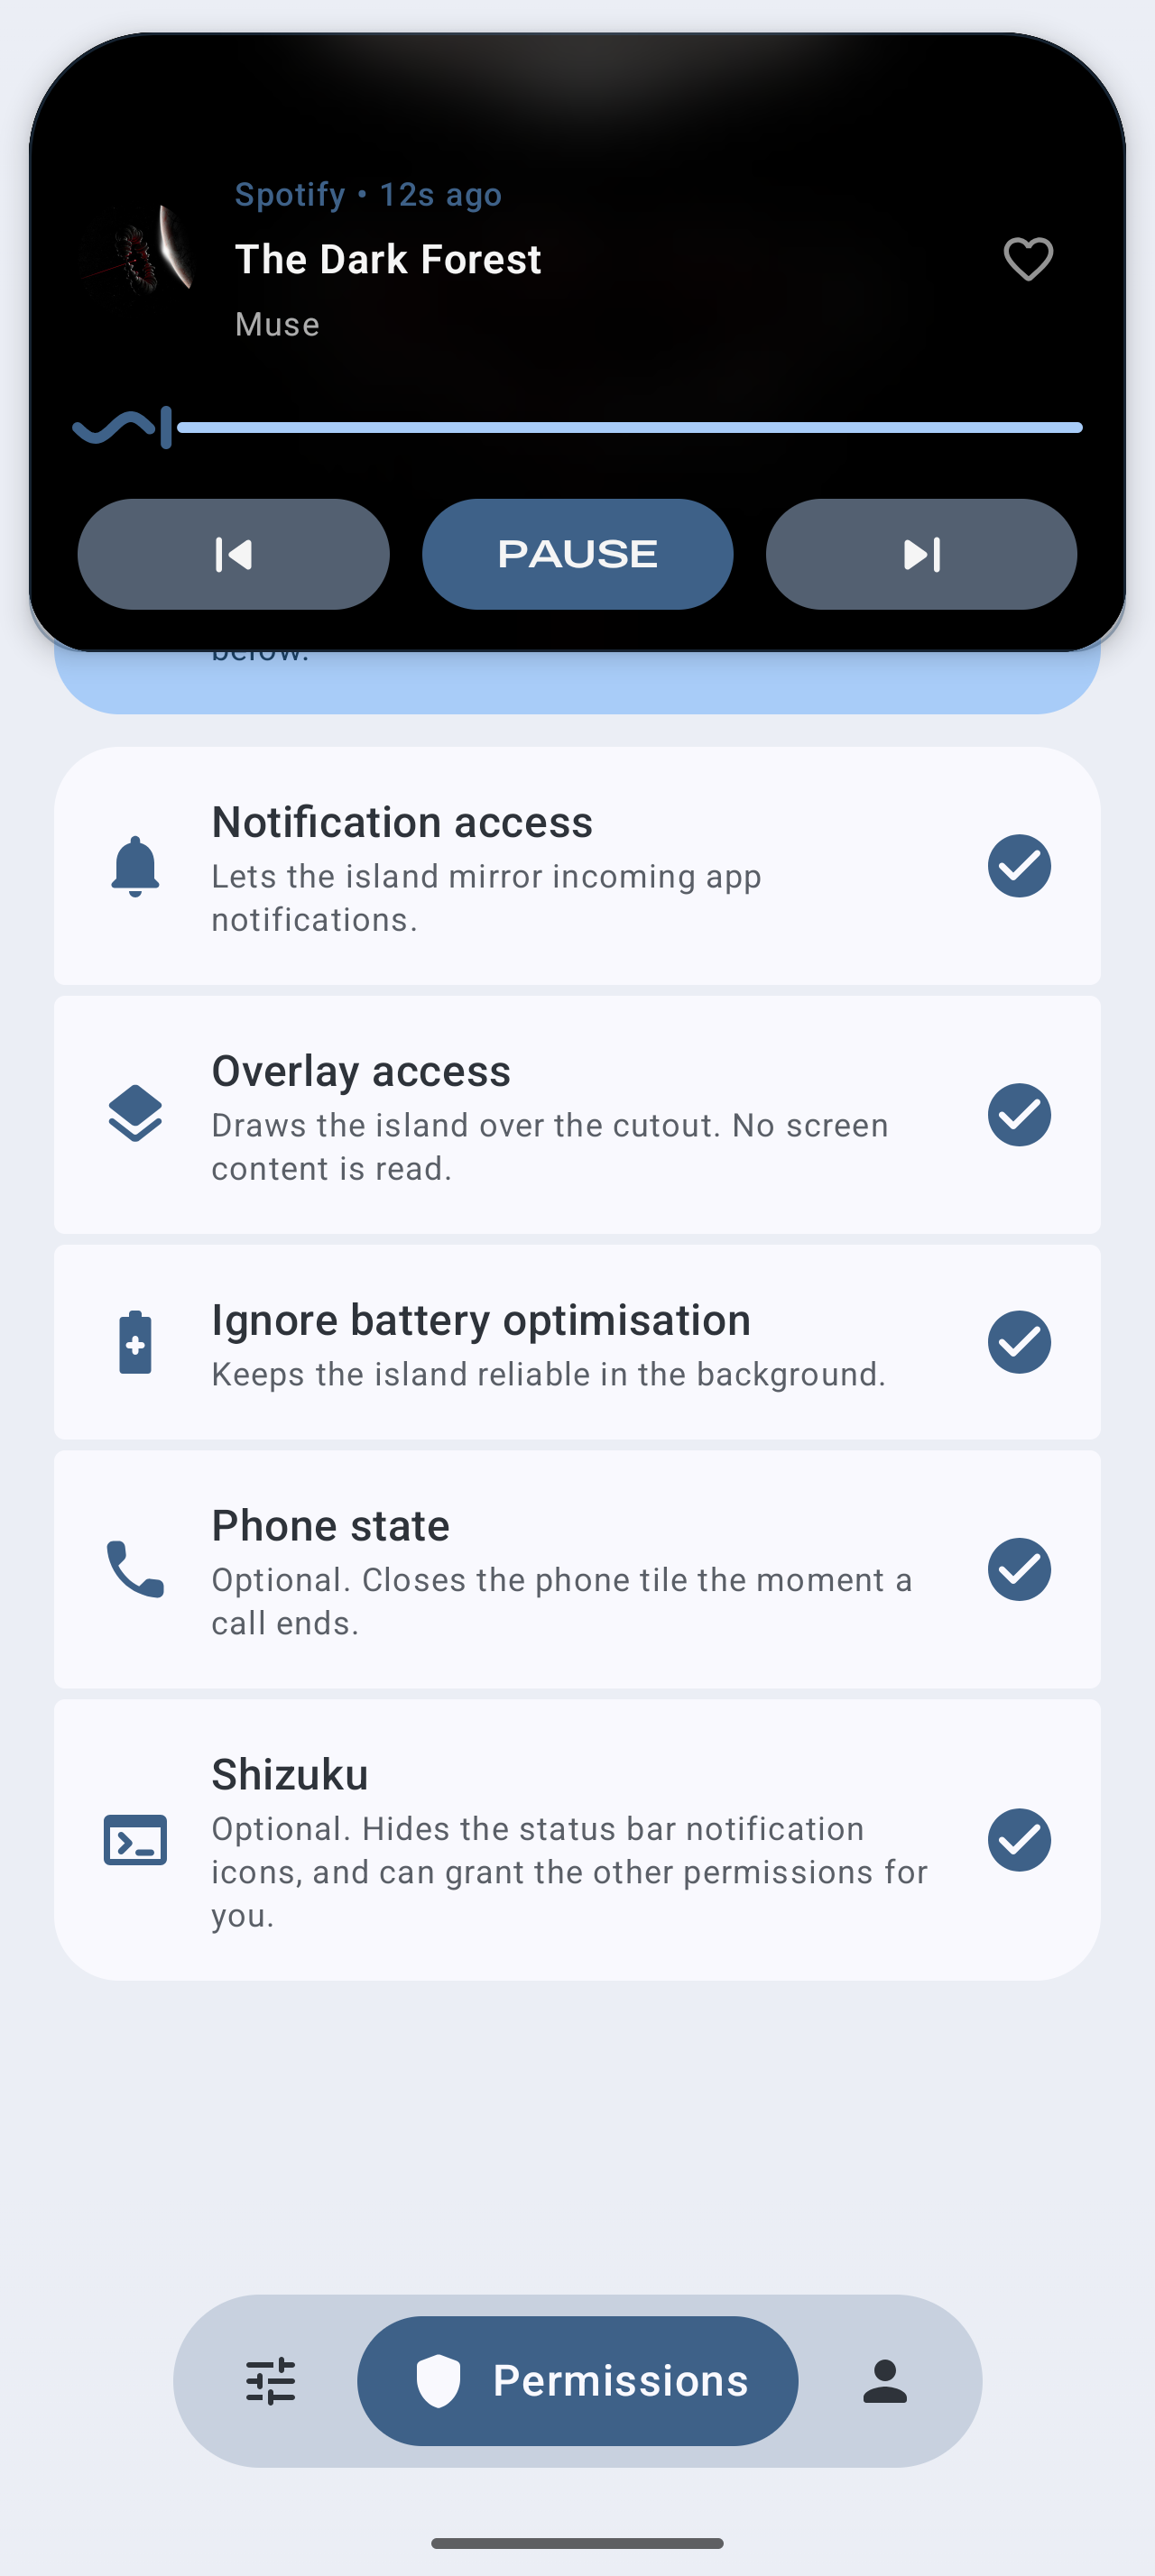 Spotify • 12s ago
The Dark Forest
Muse
PAUSE
below.
Notification access
Lets the island mirror incoming app
notifications.
Overlay access
Draws the island over the cutout. No screen
content is read.
Ignore battery optimisation
Keeps the island reliable in the background.
Phone state
Optional. Closes the phone tile the moment a
call ends.
Shizuku
Optional. Hides the status bar notification
icons, and can grant the other permissions for
you.
Permissions